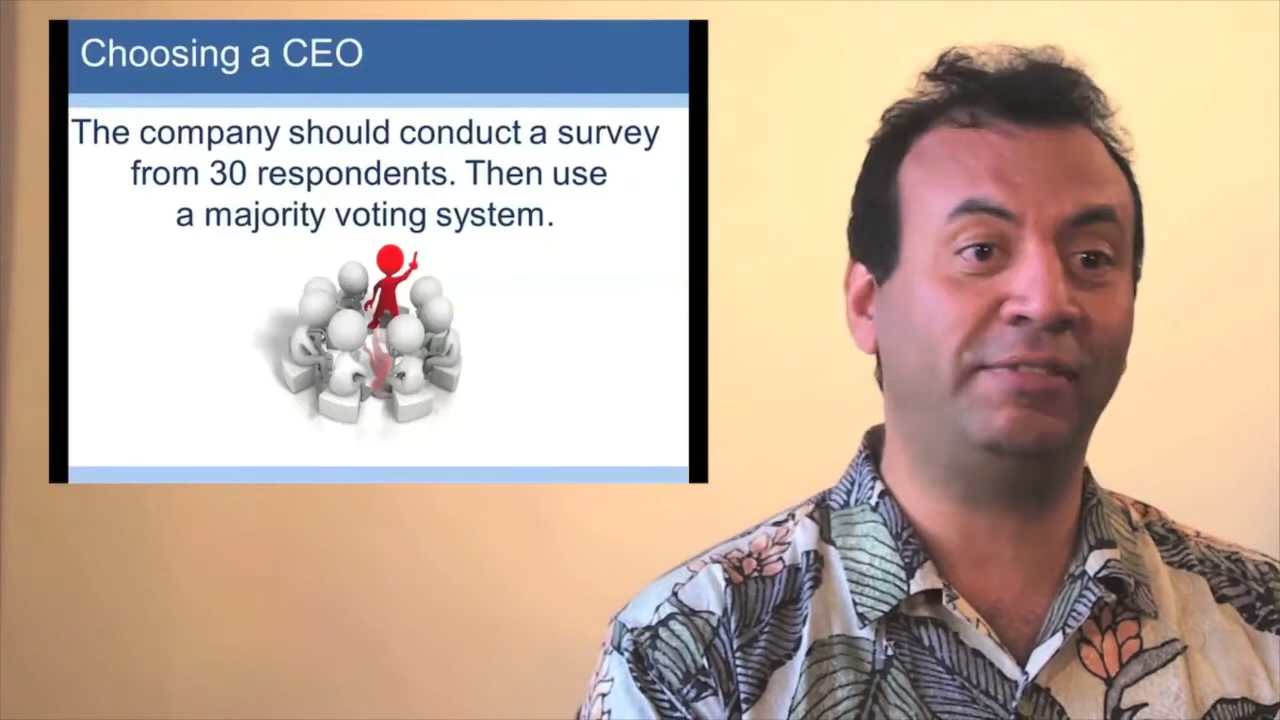 Choosing a CEO
The company should conduct a survey
from 30 respondents. Then use
a majority voting system.